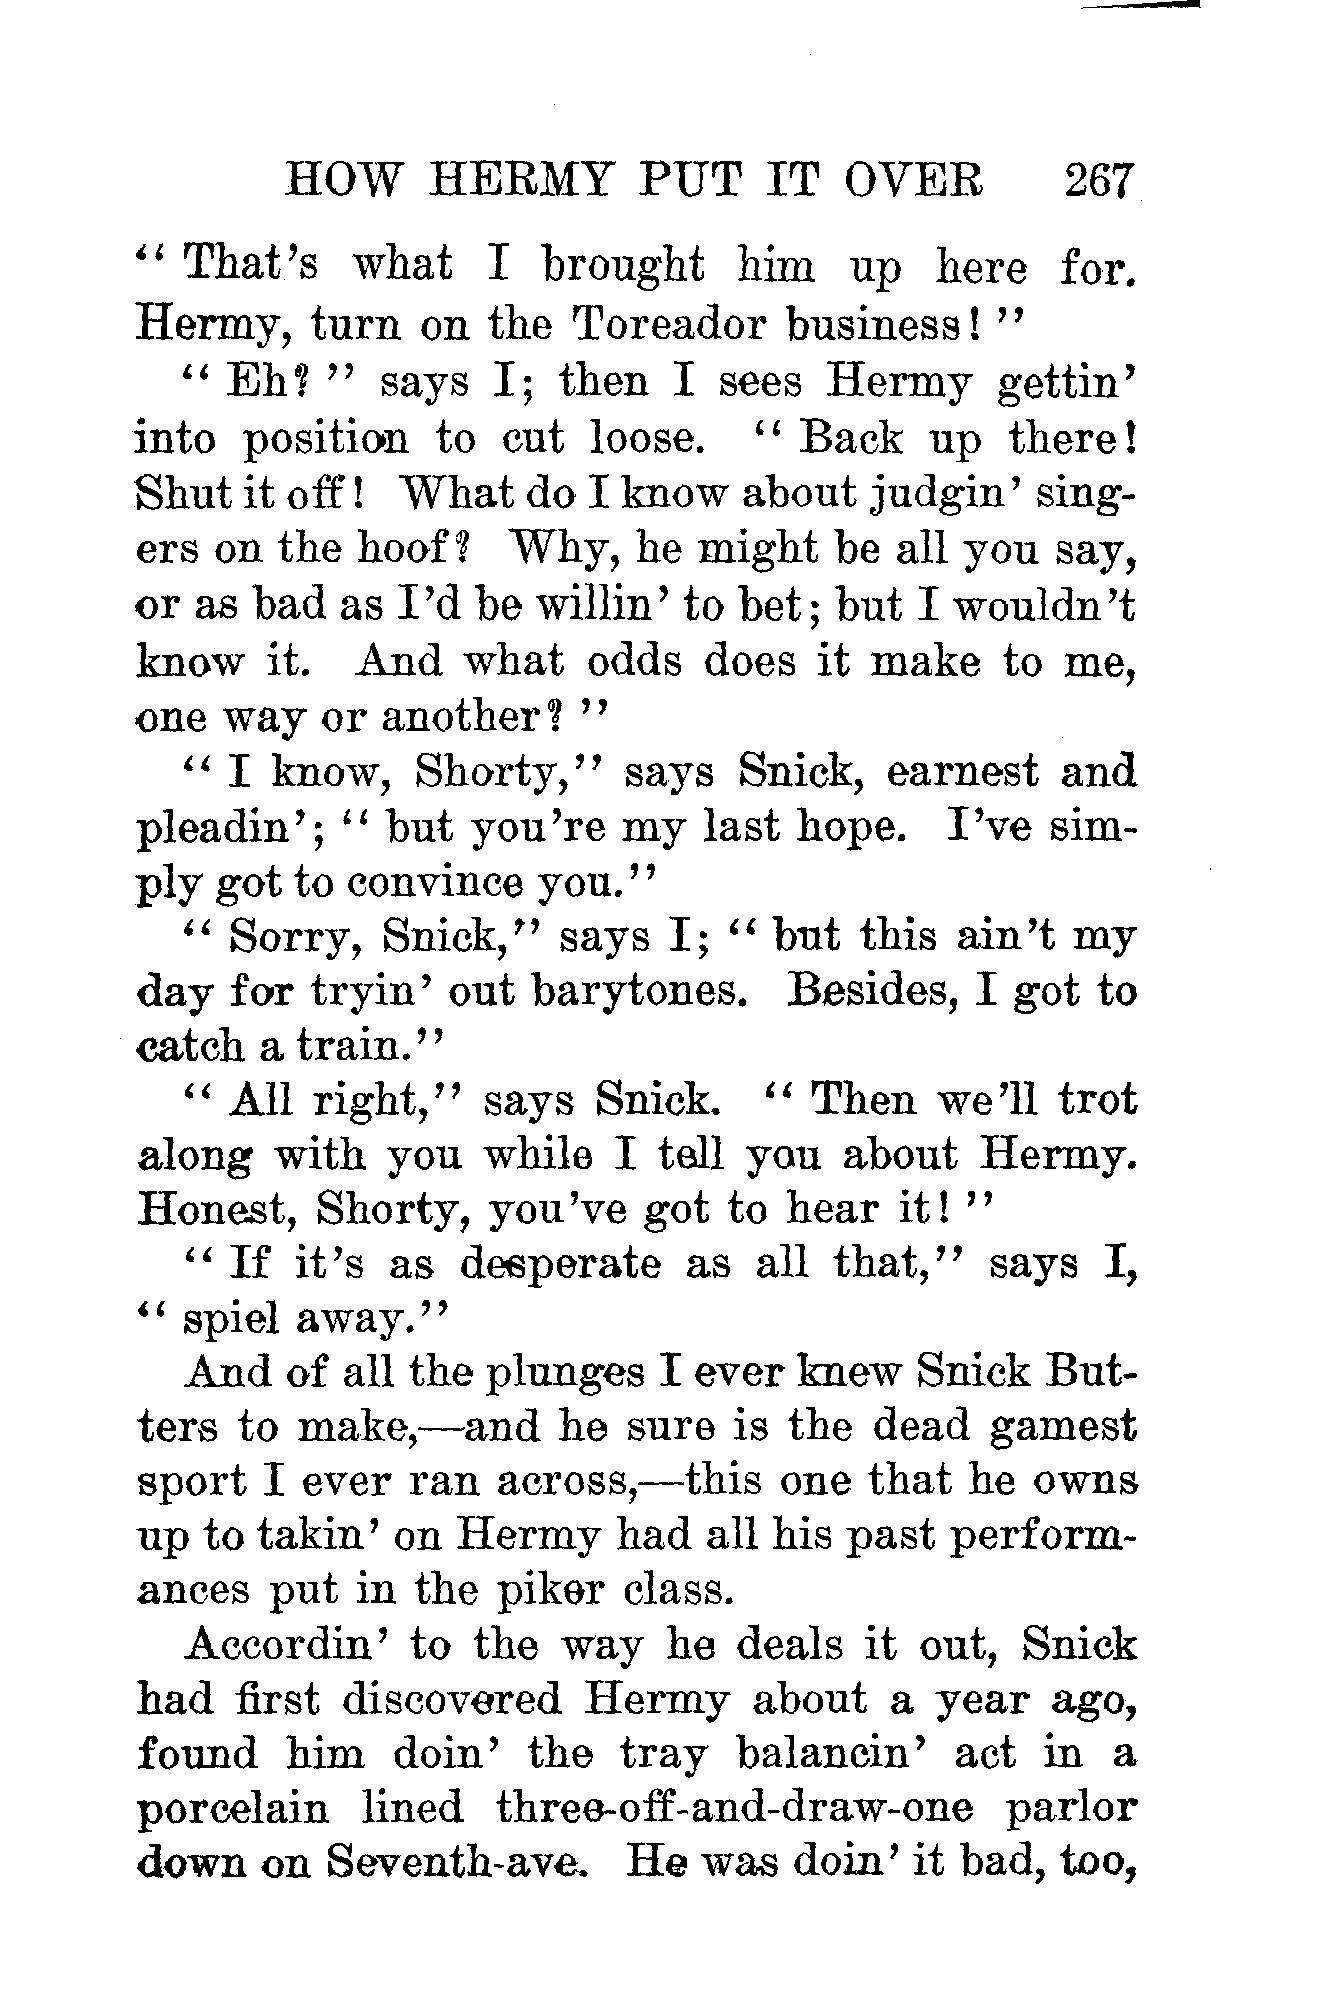 HOW HERMY PUT IT OVER 267
“ That’s what I brought him up here for.
Hermy, turn on the Toreador business! ”
“ Eh? ” says I; then I sees Hermy gettin’
into position to cut loose. “ Back up there!
Shut it off! What do I know about judgin’ sing-
ers on the hoof? Why, he might be all you say,
or as bad as I’d be willin’ to bet; but I wouldn’t
know it. And what odds does it make to me,
one way or another? ”
“ I know, Shorty,” says Snick, earnest and
pleadin’; “ but you’re my last hope. I’ve sim-
ply got to convince you.”
“ Sorry, Snick,” says I; “ but this ain’t my
day for tryin’ out barytones. Besides, I got to
catch a train.”
“ All right,” says Snick. “ Then we’ll trot
along with you while I tell you about Hermy.
Honest, Shorty, you’ve got to hear it! ”
“ If it’s as desperate as all that,” says I,
“ spiel away.”
And of all the plunges I ever knew Snick But-
ters to make,—and he sure is the dead gamest
sport I ever ran across,—this one that he owns
up to takin’ on Hermy had all his past perform-
ances put in the piker class.
Accordin’ to the way he deals it out, Snick
had first discovered Hermy about a year ago,
found him doin’ the tray balancin’ act in a
porcelain lined three-off-and-draw-one parlor
down on Seventh-ave. He was doin’ it bad, too,